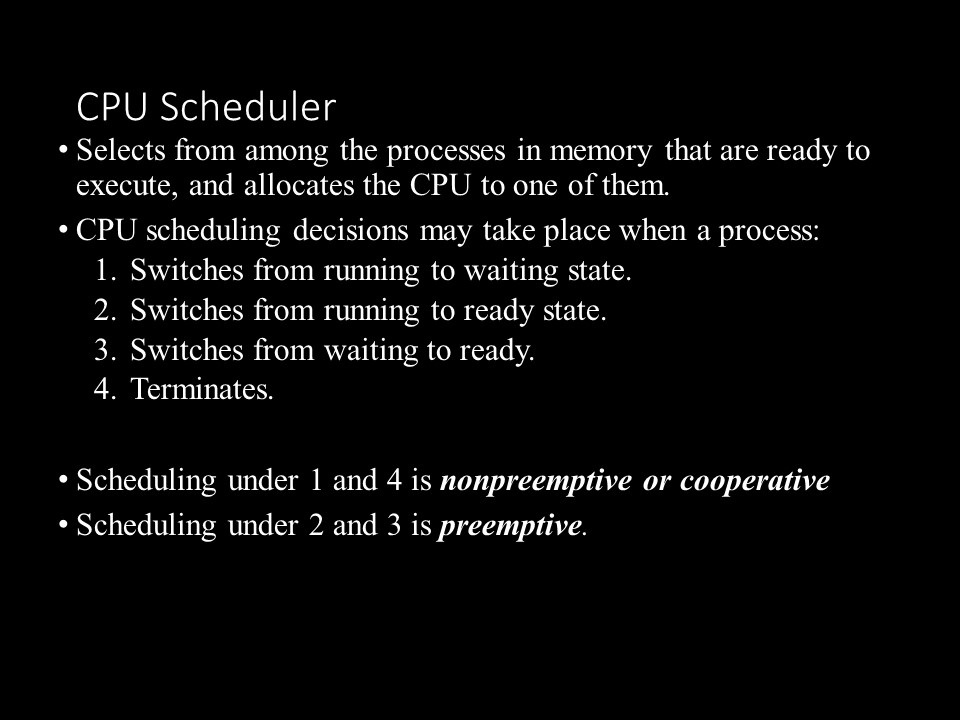 CPU Scheduler
• Selects from among the processes in memory that are ready to
execute, and allocates the CPU to one of them.
• CPU scheduling decisions may take place when a process:
1. Switches from running to waiting state.
2. Switches from running to ready state.
3. Switches from waiting to ready.
4. Terminates.
• Scheduling under 1 and 4 is nonpreemptive or cooperative
• Scheduling under 2 and 3 is preemptive.